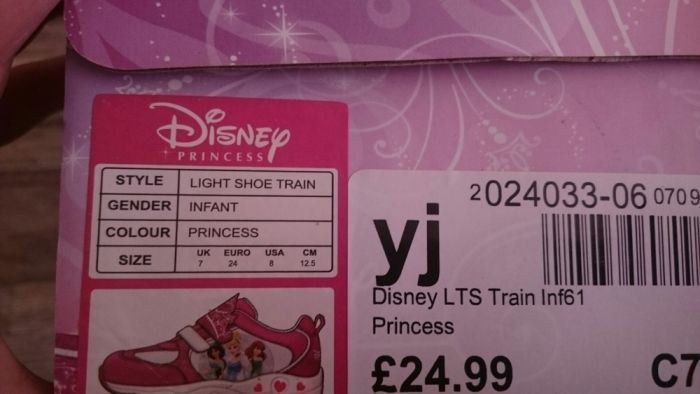 Disney
PRINCESS
STYLE LIGHT SHOE TRAIN
GENDER INFANT
COLOUR PRINCESS
SIZE UK EURO USA CM
7 24 8 12.5
2024033-06 0709
yj
Disney LTS Train Inf61
Princess
£24.99 C7